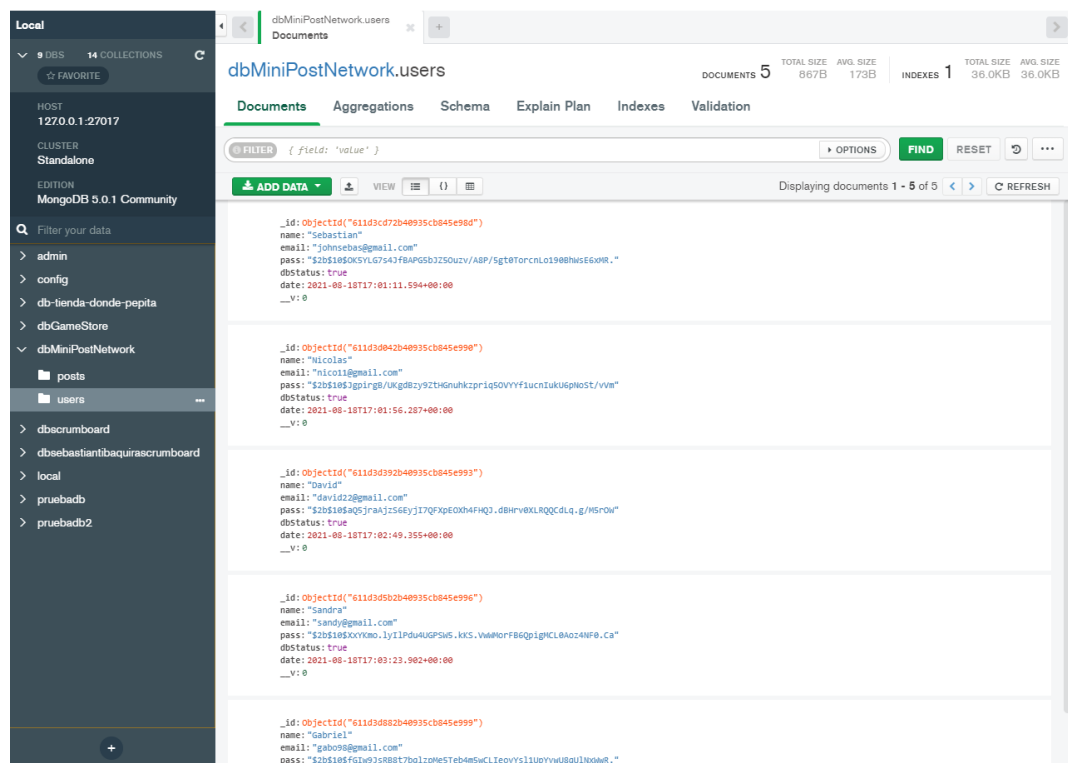 Local
9 DBS 14 COLLECTIONS
☆ FAVORITE
HOST
127.0.0.1:27017
CLUSTER
Standalone
EDITION
MongoDB 5.0.1 Community
Filter your data
admin
config
db-tienda-donde-pepita
dbGameStore
dbMiniPostNetwork
posts
users
dbscrumboard
dbsebastiantibaquirascrumboard
local
pruebadb
pruebadb2
dbMiniPostNetwork.users
Documents
dbMiniPostNetwork.users
DOCUMENTS 5 TOTAL SIZE 867B AVG. SIZE 173B INDEXES 1 TOTAL SIZE 36.0KB AVG. SIZE 36.0KB
Documents Aggregations Schema Explain Plan Indexes Validation
FILTER { field: 'value' } OPTIONS FIND RESET
ADD DATA VIEW Displaying documents 1 - 5 of 5 REFRESH
_id: ObjectId("611d3cd72b40935cb845e98d")
name: "Sebastian"
email: "johnsebas@gmail.com"
dbStatus: true
date: 2021-08-18T17:01:11.594+00:00
__v: 0
_id: ObjectId("611d3d042b40935cb845e990")
name: "Nicolas"
email: "nico11@gmail.com"
dbStatus: true
date: 2021-08-18T17:01:56.287+00:00
__v: 0
_id: ObjectId("611d3d392b40935cb845e993")
name: "David"
email: "david22@gmail.com"
dbStatus: true
date: 2021-08-18T17:02:49.355+00:00
__v: 0
_id: ObjectId("611d3d5b2b40935cb845e996")
name: "Sandra"
email: "sandy@gmail.com"
dbStatus: true
date: 2021-08-18T17:03:23.902+00:00
__v: 0
_id: ObjectId("611d3d882b40935cb845e999")
name: "Gabriel"
email: "gabo98@gmail.com"